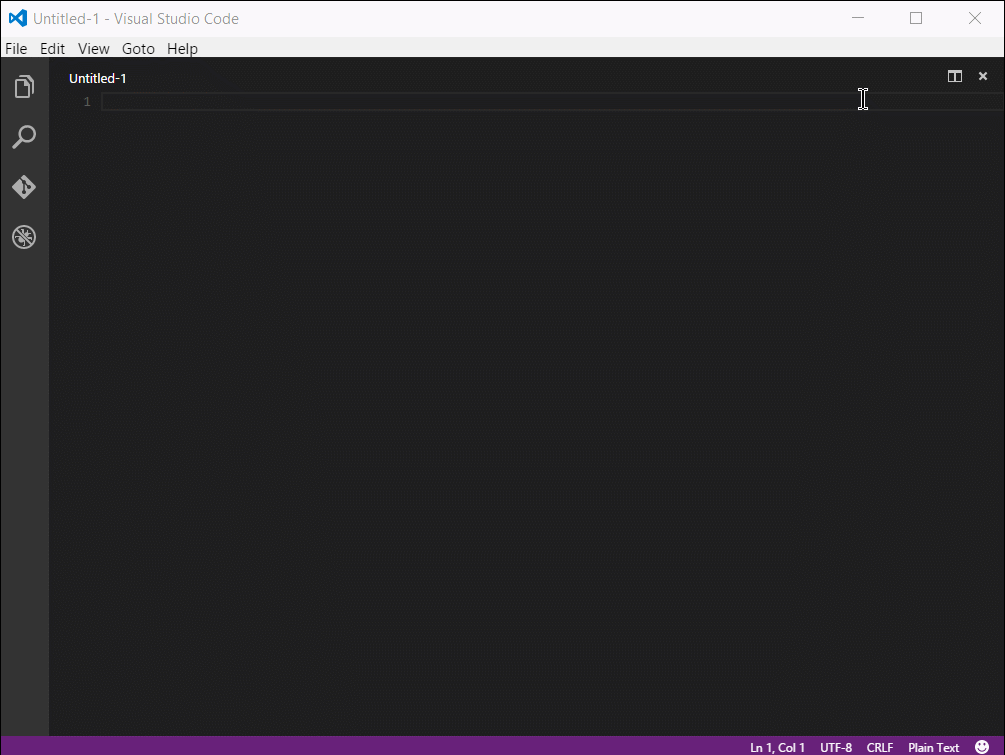 Untitled-1 - Visual Studio Code
File Edit View Goto Help
Untitled-1
1
Ln 1, Col 1 UTF-8 CRLF Plain Text